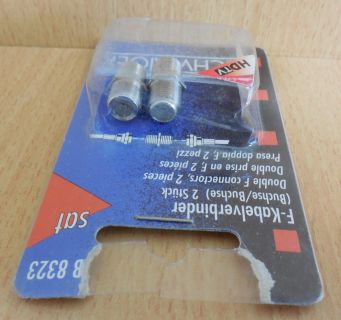 HDTV
F-Kabelverbinder
(Buchse/Buchse) 2 Stück
Double F connectors, 2 pieces
Double prise en F, 2 pièces
Presa doppia F, 2 pezzi
sat
8323